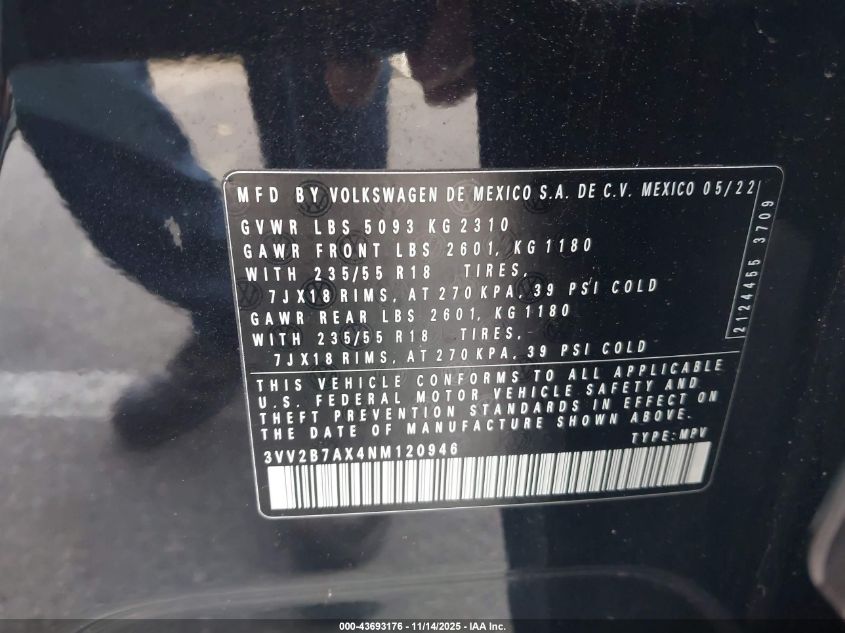 MFD BY VOLKSWAGEN DE MEXICO S.A. DE C.V. MEXICO 05/22
GVWR LBS 5093 KG 2310
GAWR FRONT LBS 2601, KG 1180
WITH 235/55 R18 TIRES,
7JX18 RIMS, AT 270 KPA, 39 PSI COLD
GAWR REAR LBS 2601, KG 1180
WITH 235/55 R18 TIRES,
7JX18 RIMS, AT 270 KPA, 39 PSI COLD
2124455 3709
THIS VEHICLE CONFORMS TO ALL APPLICABLE
U.S. FEDERAL MOTOR VEHICLE SAFETY AND
THEFT PREVENTION STANDARDS IN EFFECT ON
THE DATE OF MANUFACTURE SHOWN ABOVE.
TYPE: MPV
3VV2B7AX4NM120946
000-43693176 - 11/14/2025 - IAA Inc.